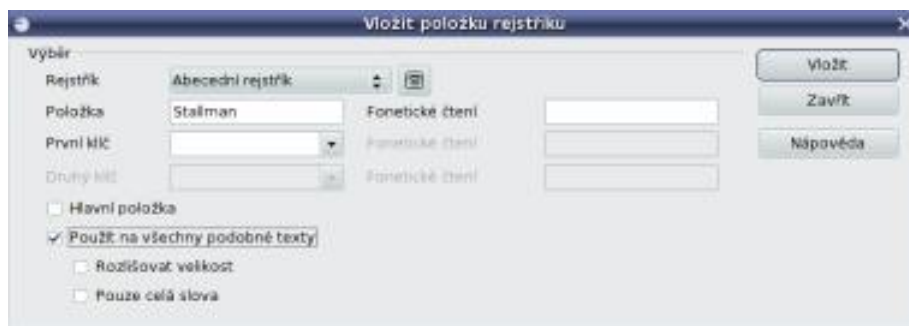 Vložit položku rejstříku
Výběr
Rejstřík Abecední rejstřík
Položka Stallman Fonetické čtení
První klíč Fonetické čtení
Druhý klíč Fonetické čtení
Hlavní položka
Použít na všechny podobné texty
Rozlišovat velikost
Pouze celá slova
Vložit
Zavřít
Nápověda